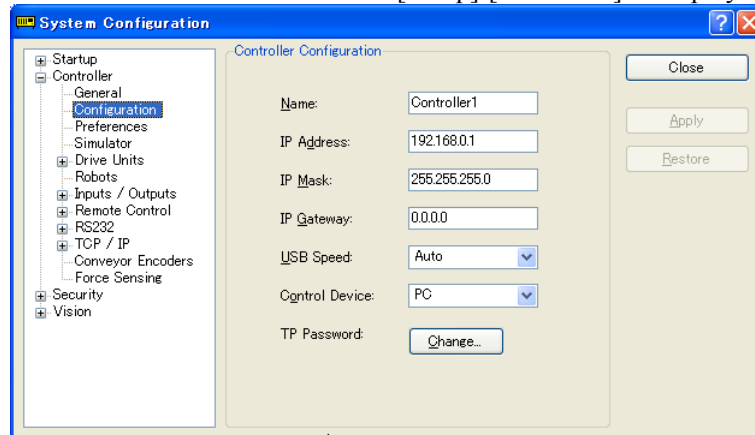 System Configuration
Startup
Controller
General
Configuration
Preferences
Simulator
Drive Units
Robots
Inputs / Outputs
Remote Control
RS232
TCP / IP
Conveyor Encoders
Force Sensing
Security
Vision
Controller Configuration
Name: Controller1
IP Address: 192.168.0.1
IP Mask: 255.255.255.0
IP Gateway: 0.0.0.0
USB Speed: Auto
Control Device: PC
TP Password: Change...
Close
Apply
Restore